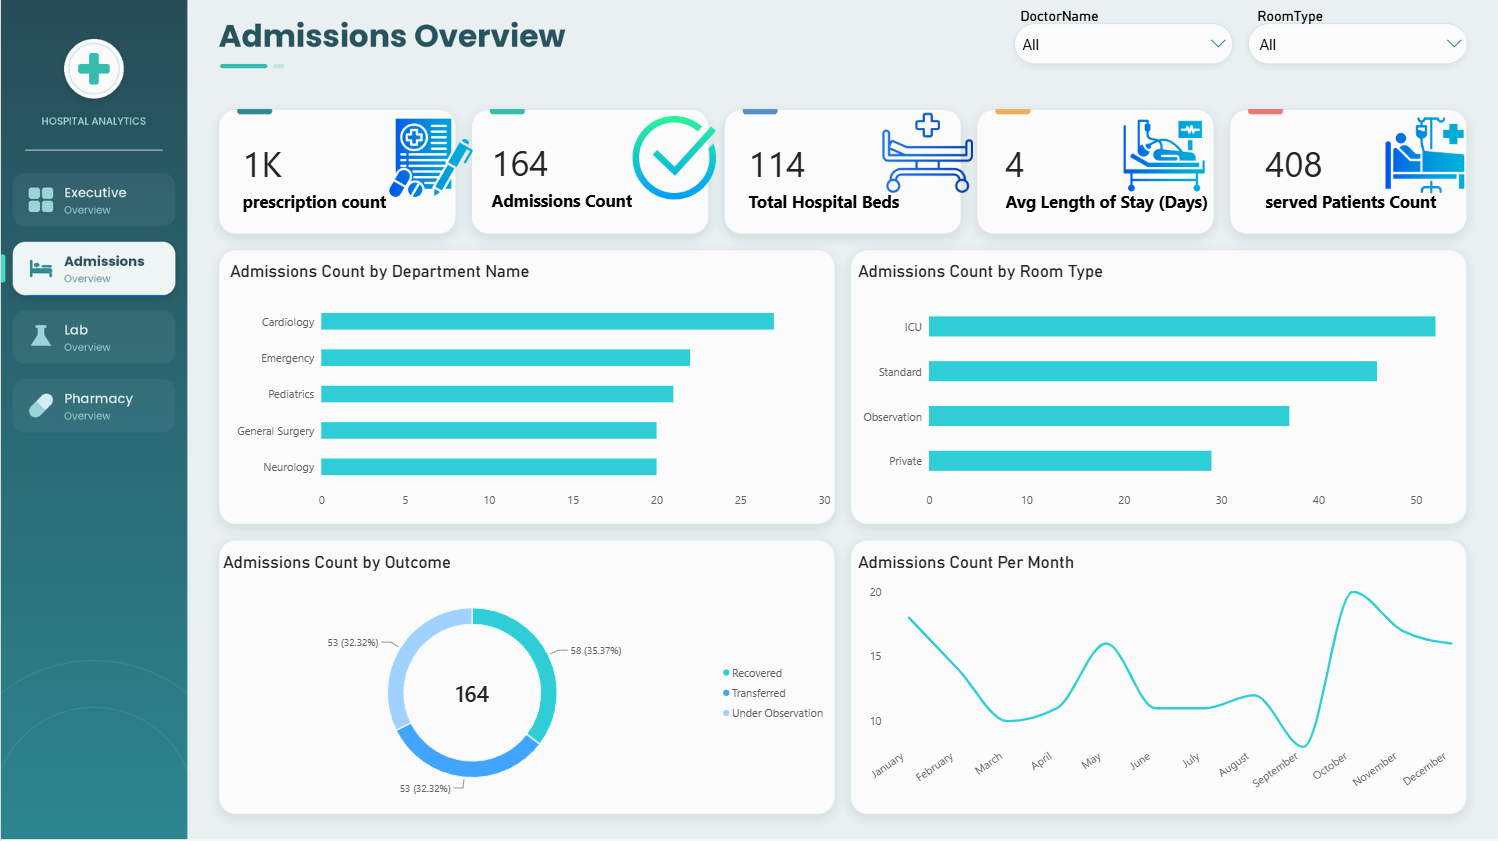 HOSPITAL ANALYTICS
Executive
Overview
Admissions
Overview
Lab
Overview
Pharmacy
Overview
Admissions Overview
DoctorName
All
RoomType
All
1K
prescription count
164
Admissions Count
114
Total Hospital Beds
4
Avg Length of Stay (Days)
408
served Patients Count
Admissions Count by Department Name
Cardiology
Emergency
Pediatrics
General Surgery
Neurology
0 5 10 15 20 25 30
Admissions Count by Room Type
ICU
Standard
Observation
Private
0 10 20 30 40 50
Admissions Count by Outcome
53 (32.32%)
58 (35.37%)
164
53 (32.32%)
Recovered
Transferred
Under Observation
Admissions Count Per Month
20
15
10
January February March April May June July August September October November December